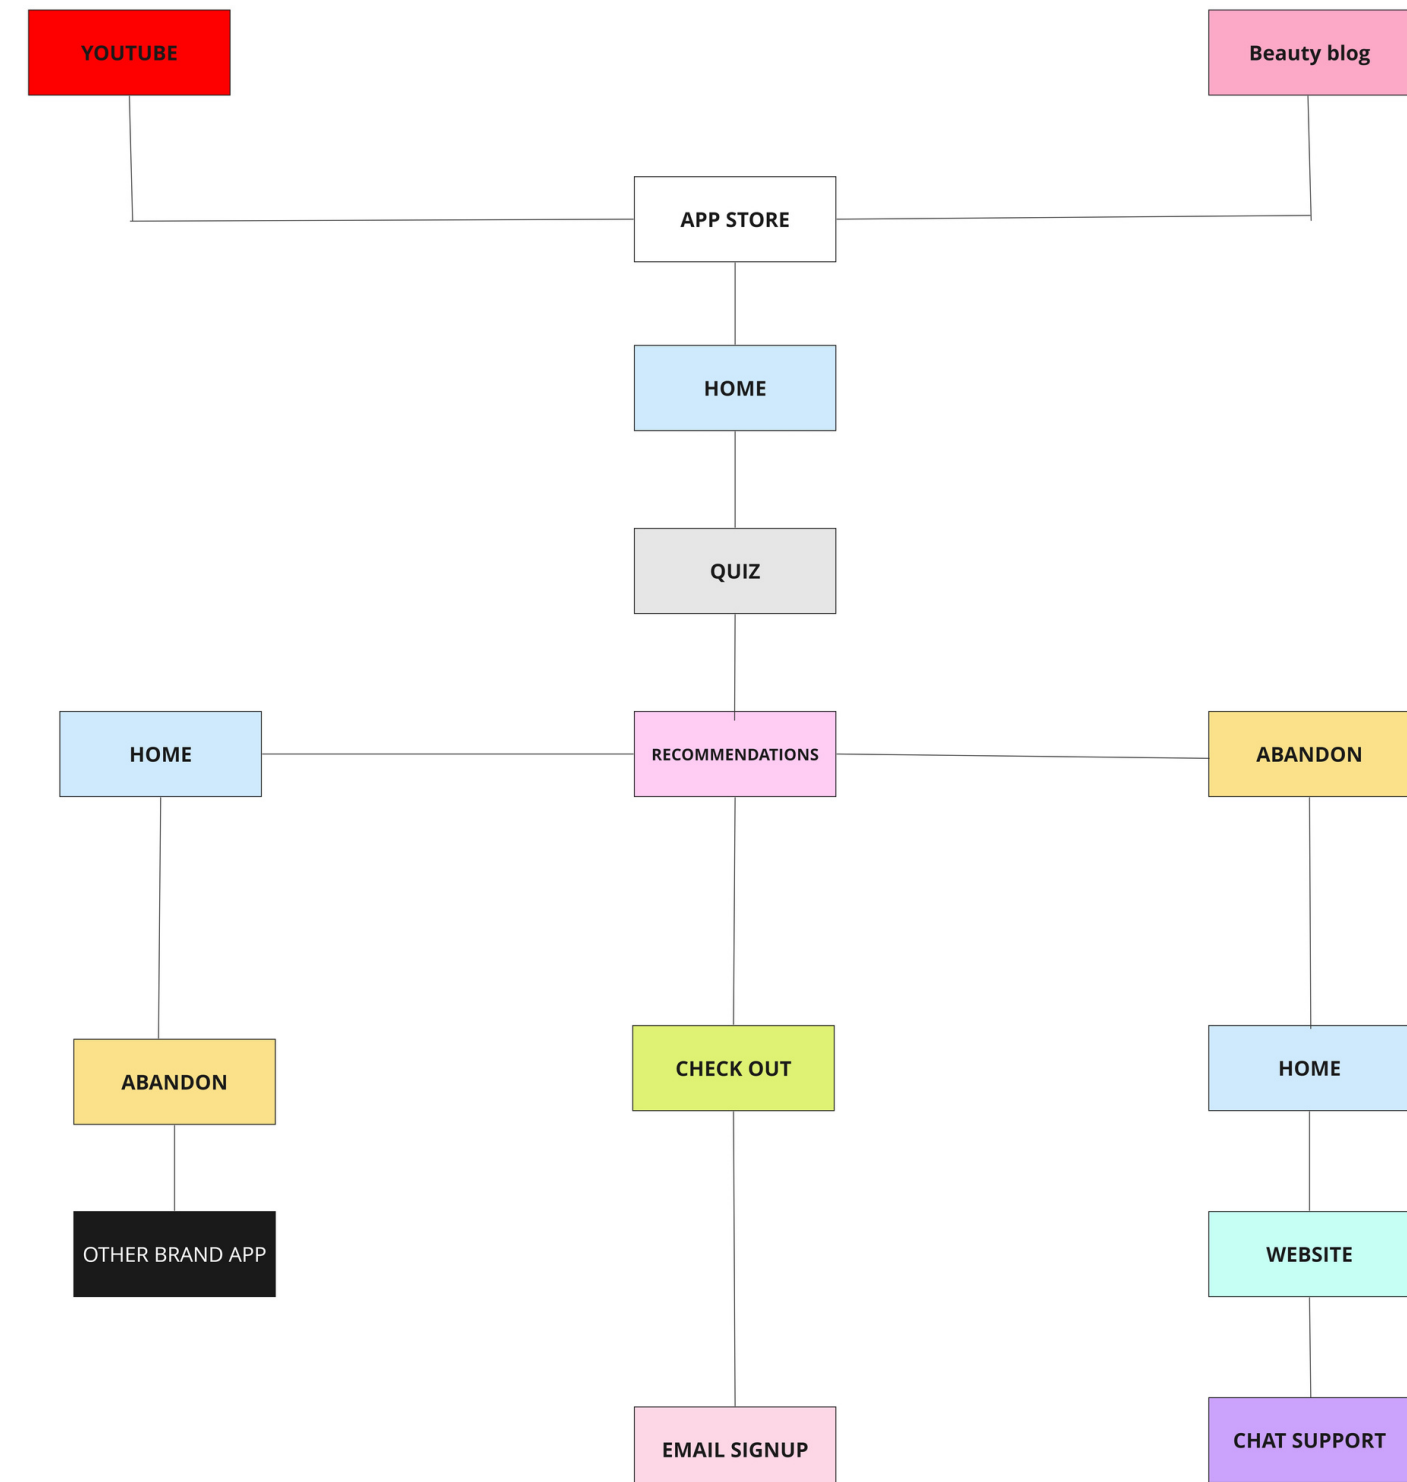 YOUTUBE
Beauty blog
APP STORE
HOME
QUIZ
HOME
RECOMMENDATIONS
ABANDON
ABANDON
CHECK OUT
HOME
OTHER BRAND APP
WEBSITE
EMAIL SIGNUP
CHAT SUPPORT